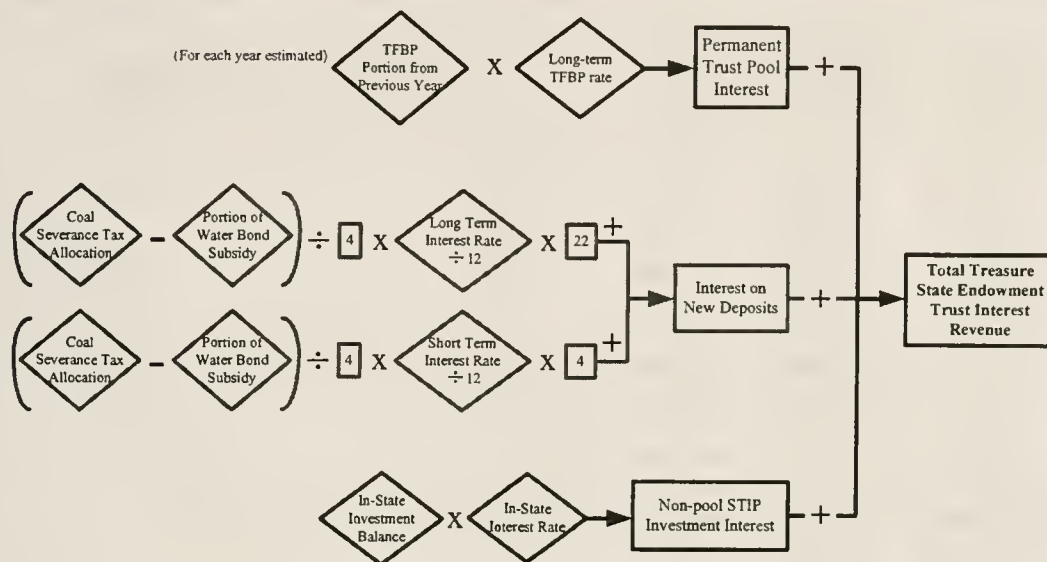 (For each year estimated)
TFBP
Portion from
Previous Year
X
Long-term
TFBP rate
Permanent
Trust Pool
Interest
+
(
Coal
Severance Tax
Allocation
–
Portion of
Water Bond
Subsidy
)
÷
4
X
Long Term
Interest Rate
÷ 12
X
22
+
(
Coal
Severance Tax
Allocation
–
Portion of
Water Bond
Subsidy
)
÷
4
X
Short Term
Interest Rate
÷ 12
X
4
+
Interest on
New Deposits
+
Total Treasure
State Endowment
Trust Interest
Revenue
In-State
Investment
Balance
X
In-State
Interest Rate
Non-pool STIP
Investment Interest
+